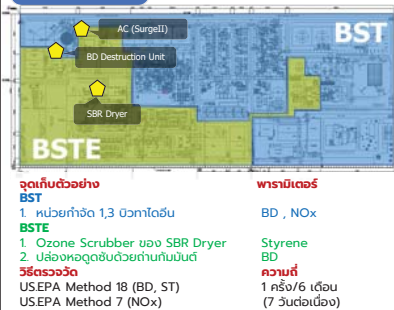 AC (SurgeII)
BST
BD Destruction Unit
SBR Dryer
BSTE
จุดเก็บตัวอย่าง พารามิเตอร์
BST
1. หน่วยกำจัด 1,3 บิวทาไดอีน BD , NOx
BSTE
1. Ozone Scrubber ของ SBR Dryer Styrene
2. ปล่องหอดูดซับด้วยถ่านกัมมันต์ BD
วิธีตรวจวัด ความถี่
US.EPA Method 18 (BD, ST) 1 ครั้ง/6 เดือน
US.EPA Method 7 (NOx) (7 วันต่อเนื่อง)